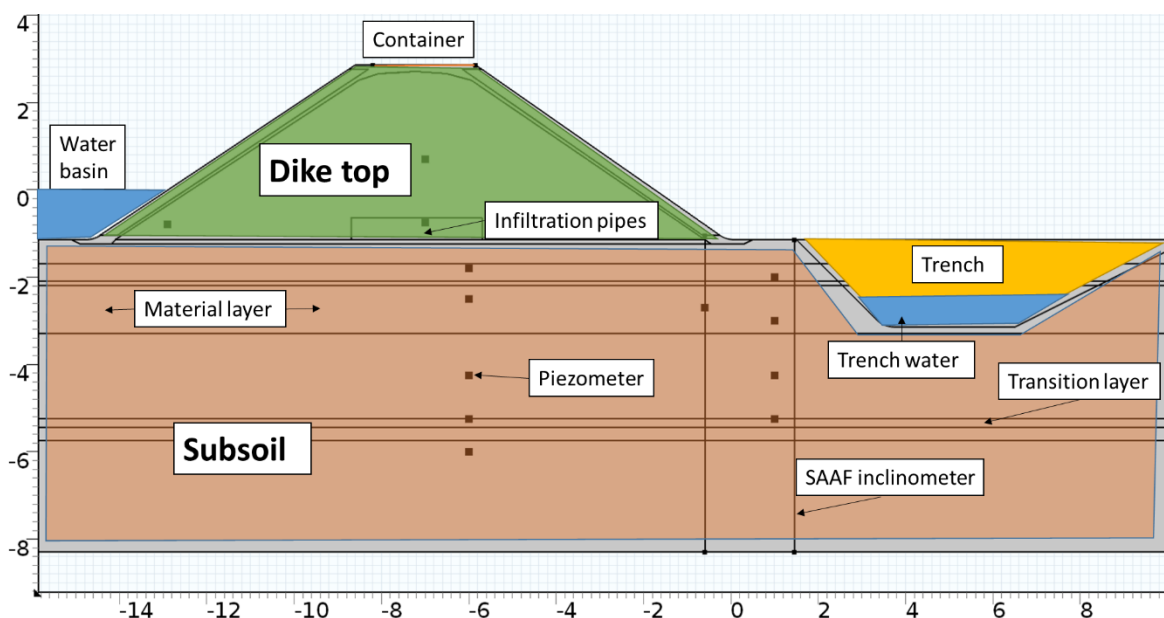 4
Container
2
Water
basin
Dike top
0
Infiltration pipes
Trench
-2
Material layer
Trench water
-4
Piezometer
Transition layer
Subsoil
-6
SAAF inclinometer
-8
-14 -12 -10 -8 -6 -4 -2 0 2 4 6 8